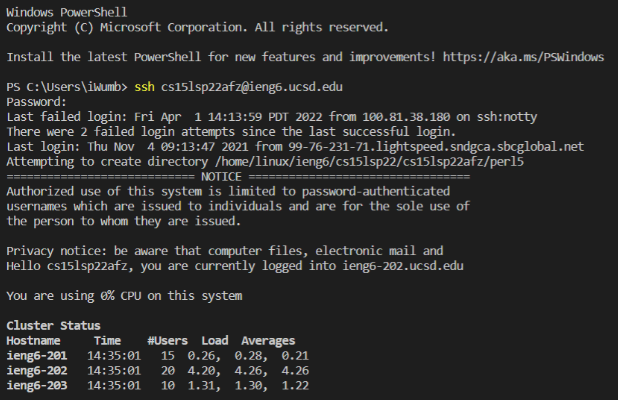 Windows PowerShell
Copyright (C) Microsoft Corporation. All rights reserved.
Install the latest PowerShell for new features and improvements! https://aka.ms/PSWindows
PS C:\Users\iWumb> ssh cs15lsp22afz@ieng6.ucsd.edu
Password:
Last failed login: Fri Apr  1 14:13:59 PDT 2022 from 100.81.38.180 on ssh:notty
There were 2 failed login attempts since the last successful login.
Last login: Thu Nov  4 09:13:47 2021 from 99-76-231-71.lightspeed.sndgca.sbcglobal.net
Attempting to create directory /home/linux/ieng6/cs15lsp22/cs15lsp22afz/perl5
============================ NOTICE =================================
Authorized use of this system is limited to password-authenticated
usernames which are issued to individuals and are for the sole use of
the person to whom they are issued.
Privacy notice: be aware that computer files, electronic mail and
Hello cs15lsp22afz, you are currently logged into ieng6-202.ucsd.edu
You are using 0% CPU on this system
Cluster Status
Hostname     Time    #Users  Load  Averages
ieng6-201   14:35:01   15  0.26,  0.28,  0.21
ieng6-202   14:35:01   20  4.20,  4.26,  4.26
ieng6-203   14:35:01   10  1.31,  1.30,  1.22